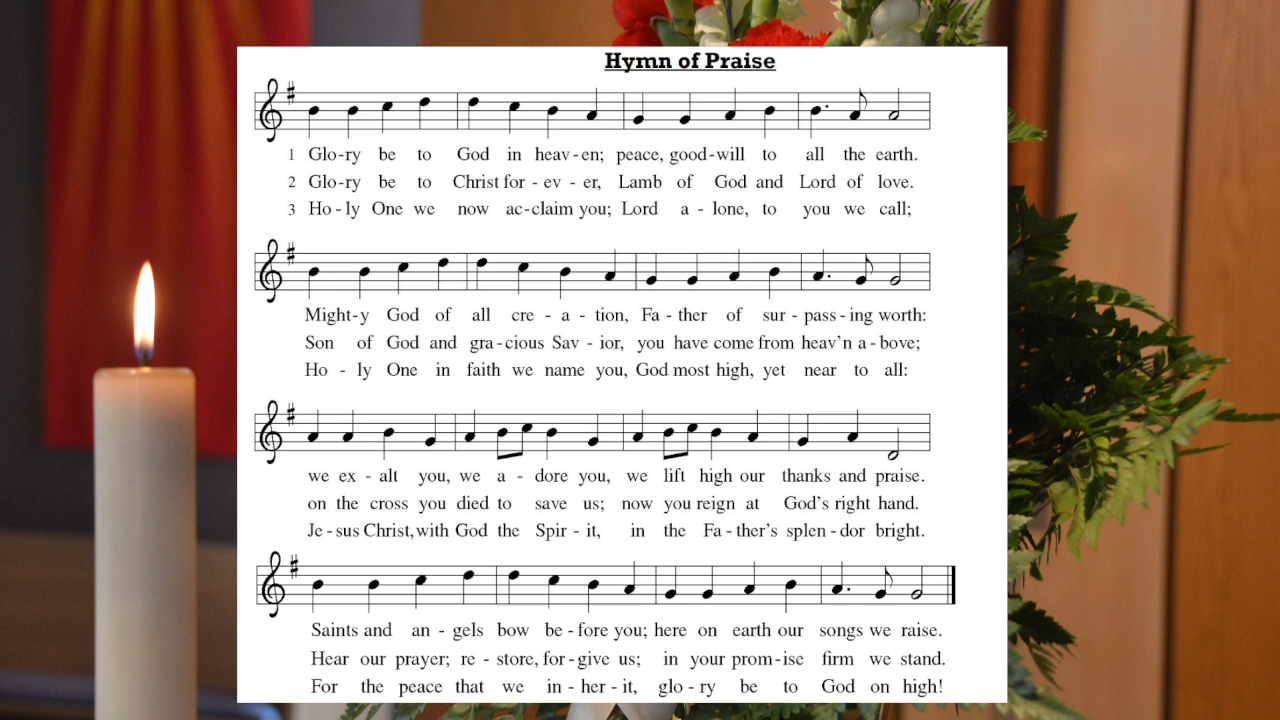 Hymn of Praise
1 Glo-ry be to God in heav-en; peace, good-will to all the earth.
2 Glo-ry be to Christ for-ev-er, Lamb of God and Lord of love.
3 Ho-ly One we now ac-claim you; Lord a-lone, to you we call;
Might-y God of all cre-a-tion, Fa-ther of sur-pass-ing worth:
Son of God and gra-cious Sav-ior, you have come from heav'n a-bove;
Ho-ly One in faith we name you, God most high, yet near to all:
we ex-alt you, we a-dore you, we lift high our thanks and praise.
on the cross you died to save us; now you reign at God's right hand.
Je-sus Christ, with God the Spir-it, in the Fa-ther's splen-dor bright.
Saints and an-gels bow be-fore you; here on earth our songs we raise.
Hear our prayer; re-store, for-give us; in your prom-ise firm we stand.
For the peace that we in-her-it, glo-ry be to God on high!